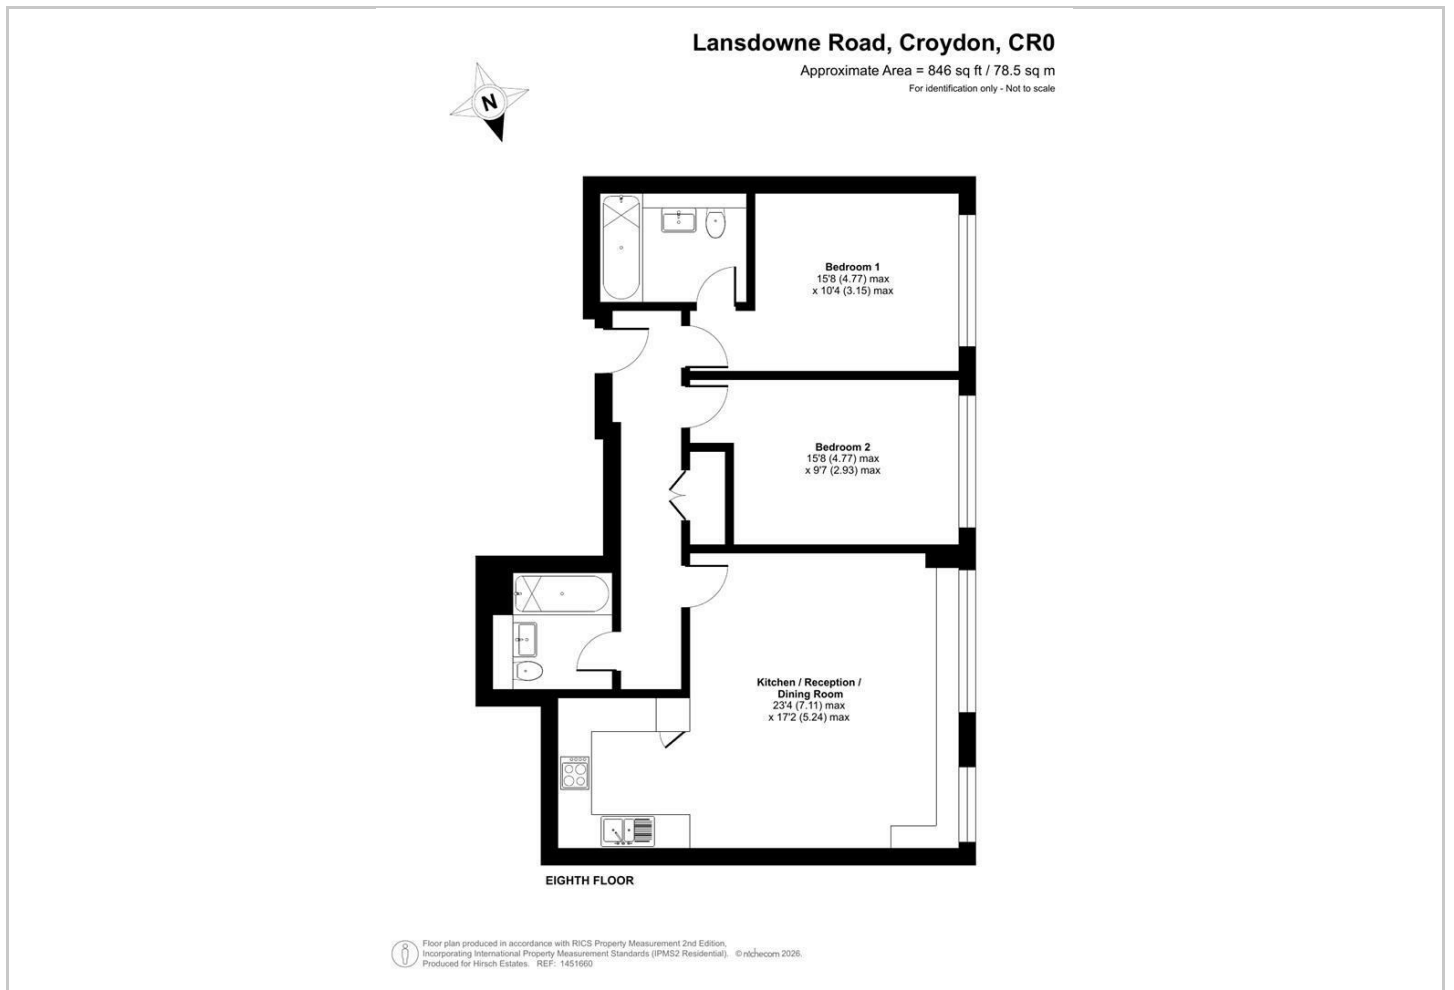 Lansdowne Road, Croydon, CR0
Approximate Area = 846 sq ft / 78.5 sq m
For identification only - Not to scale
N
Bedroom 1
15'8 (4.77) max
x 10'4 (3.15) max
Bedroom 2
15'8 (4.77) max
x 9'7 (2.93) max
Kitchen / Reception /
Dining Room
23'4 (7.11) max
x 17'2 (5.24) max
EIGHTH FLOOR
Floor plan produced in accordance with RICS Property Measurement 2nd Edition,
Incorporating International Property Measurement Standards (IPMS2 Residential). © ntchecom 2026.
Produced for Hirsch Estates. REF: 1451660